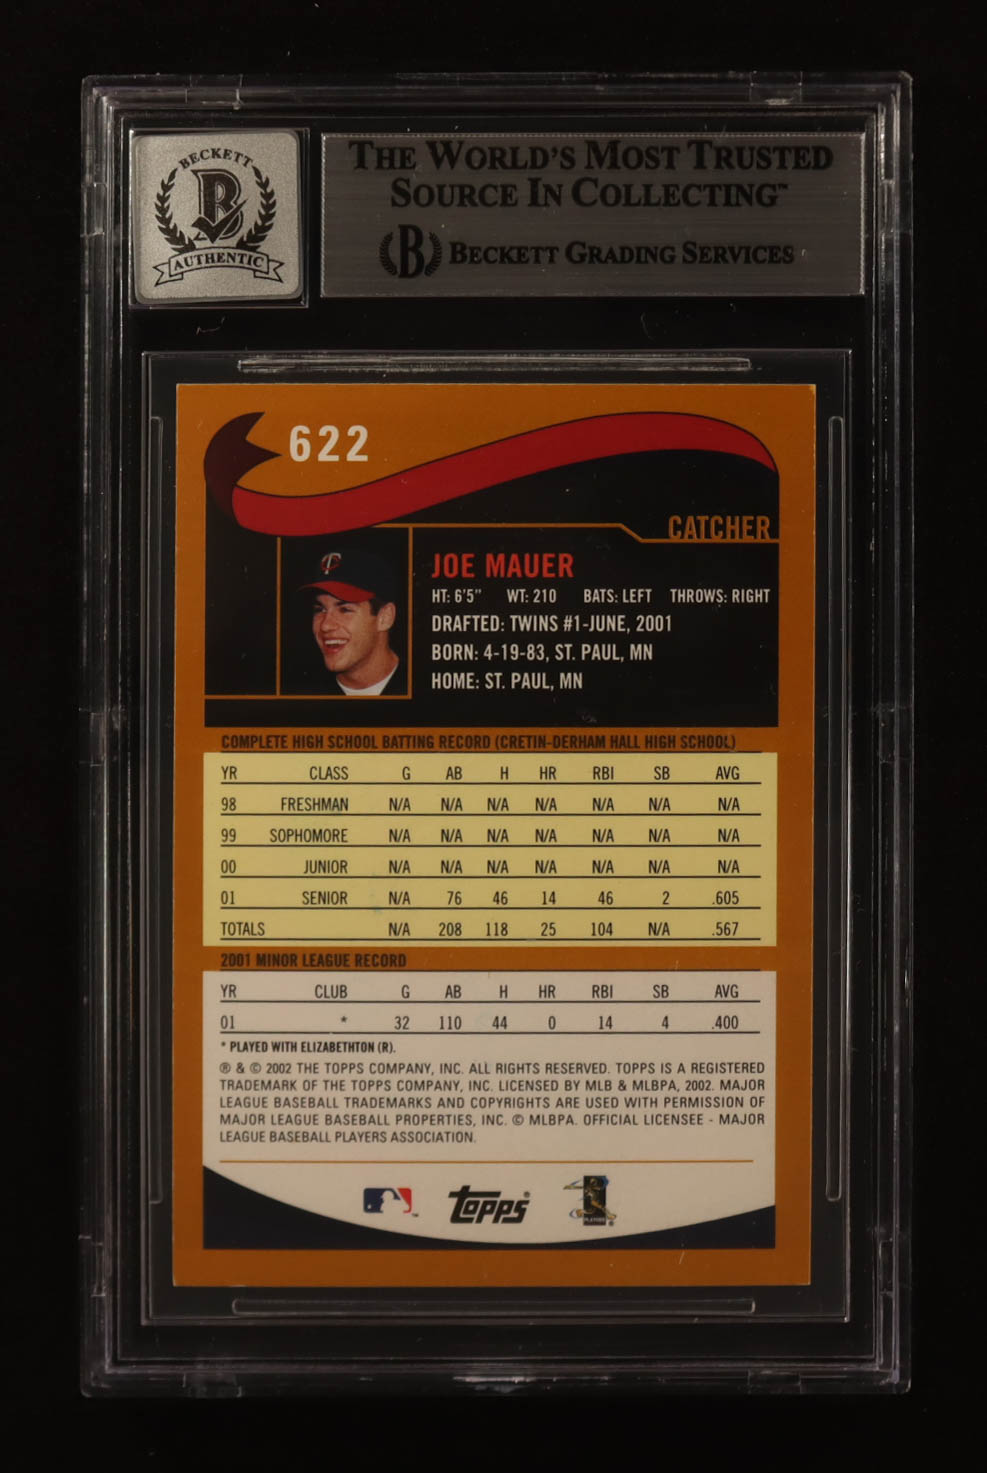 BECKETT
B
AUTHENTIC
THE WORLD'S MOST TRUSTED
SOURCE IN COLLECTING™
B BECKETT GRADING SERVICES
622
CATCHER
JOE MAUER
HT: 6'5" WT: 210 BATS: LEFT THROWS: RIGHT
DRAFTED: TWINS #1-JUNE, 2001
BORN: 4-19-83, ST. PAUL, MN
HOME: ST. PAUL, MN
COMPLETE HIGH SCHOOL BATTING RECORD (CRETIN-DERHAM HALL HIGH SCHOOL)
YR CLASS G AB H HR RBI SB AVG
98 FRESHMAN N/A N/A N/A N/A N/A N/A N/A
99 SOPHOMORE N/A N/A N/A N/A N/A N/A N/A
00 JUNIOR N/A N/A N/A N/A N/A N/A N/A
01 SENIOR N/A 76 46 14 46 2 .605
TOTALS N/A 208 118 25 104 N/A .567
2001 MINOR LEAGUE RECORD
YR CLUB G AB H HR RBI SB AVG
01 * 32 110 44 0 14 4 .400
* PLAYED WITH ELIZABETHTON (R).
® & © 2002 THE TOPPS COMPANY, INC. ALL RIGHTS RESERVED. TOPPS IS A REGISTERED
TRADEMARK OF THE TOPPS COMPANY, INC. LICENSED BY MLB & MLBPA, 2002. MAJOR
LEAGUE BASEBALL TRADEMARKS AND COPYRIGHTS ARE USED WITH PERMISSION OF
MAJOR LEAGUE BASEBALL PROPERTIES, INC. © MLBPA. OFFICIAL LICENSEE - MAJOR
LEAGUE BASEBALL PLAYERS ASSOCIATION.
Topps®